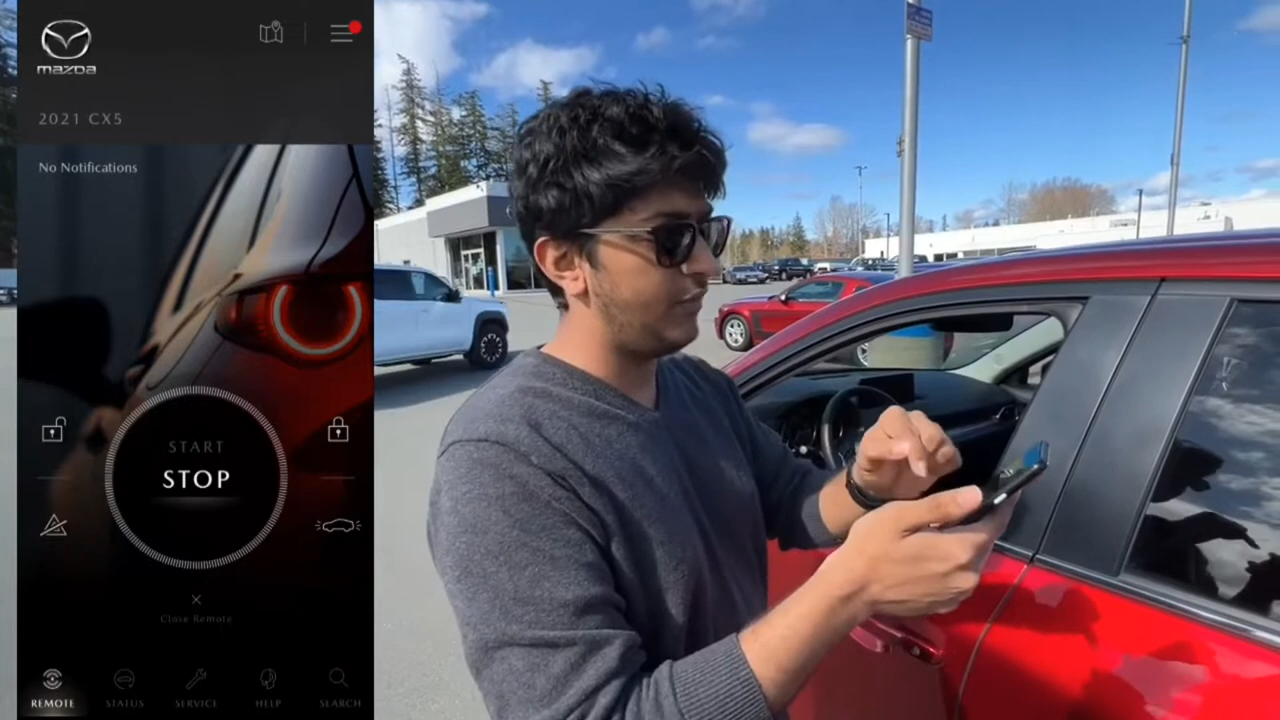 mazda
2021 CX5
No Notifications
START
STOP
Close Remote
REMOTE
STATUS
SERVICE
HELP
SEARCH